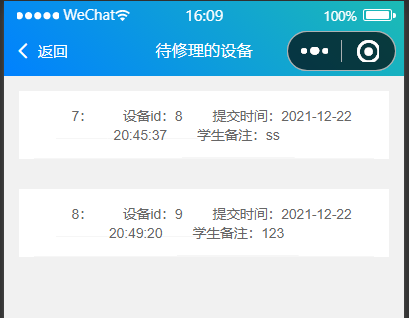 WeChat 16:09 100%
返回 待修理的设备
7： 设备id：8 提交时间：2021-12-22
20:45:37 学生备注：ss
8： 设备id：9 提交时间：2021-12-22
20:49:20 学生备注：123